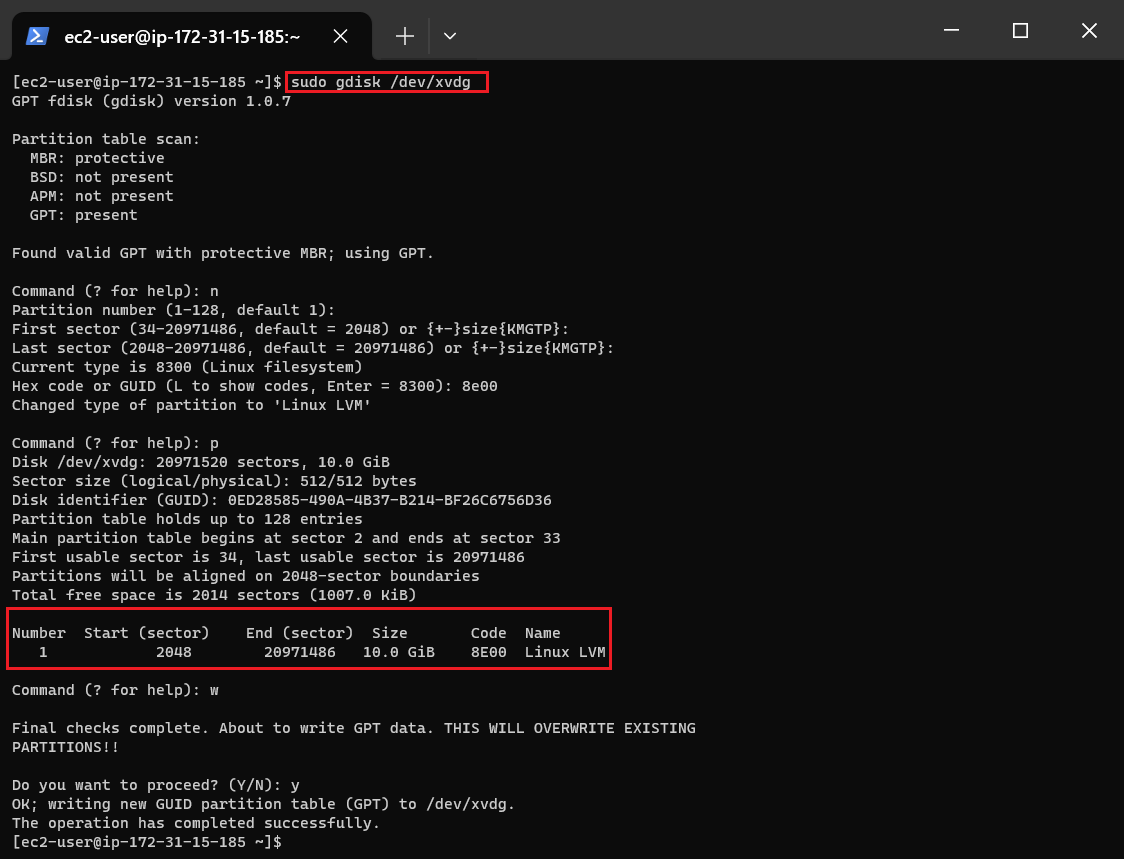 ec2-user@ip-172-31-15-185:~
[ec2-user@ip-172-31-15-185 ~]$ sudo gdisk /dev/xvdg
GPT fdisk (gdisk) version 1.0.7
Partition table scan:
  MBR: protective
  BSD: not present
  APM: not present
  GPT: present
Found valid GPT with protective MBR; using GPT.
Command (? for help): n
Partition number (1-128, default 1):
First sector (34-20971486, default = 2048) or {+-}size{KMGTP}:
Last sector (2048-20971486, default = 20971486) or {+-}size{KMGTP}:
Current type is 8300 (Linux filesystem)
Hex code or GUID (L to show codes, Enter = 8300): 8e00
Changed type of partition to 'Linux LVM'
Command (? for help): p
Disk /dev/xvdg: 20971520 sectors, 10.0 GiB
Sector size (logical/physical): 512/512 bytes
Disk identifier (GUID): 0ED28585-490A-4B37-B214-BF26C6756D36
Partition table holds up to 128 entries
Main partition table begins at sector 2 and ends at sector 33
First usable sector is 34, last usable sector is 20971486
Partitions will be aligned on 2048-sector boundaries
Total free space is 2014 sectors (1007.0 KiB)
Number  Start (sector)    End (sector)  Size       Code  Name
   1            2048        20971486   10.0 GiB    8E00  Linux LVM
Command (? for help): w
Final checks complete. About to write GPT data. THIS WILL OVERWRITE EXISTING
PARTITIONS!!
Do you want to proceed? (Y/N): y
OK; writing new GUID partition table (GPT) to /dev/xvdg.
The operation has completed successfully.
[ec2-user@ip-172-31-15-185 ~]$